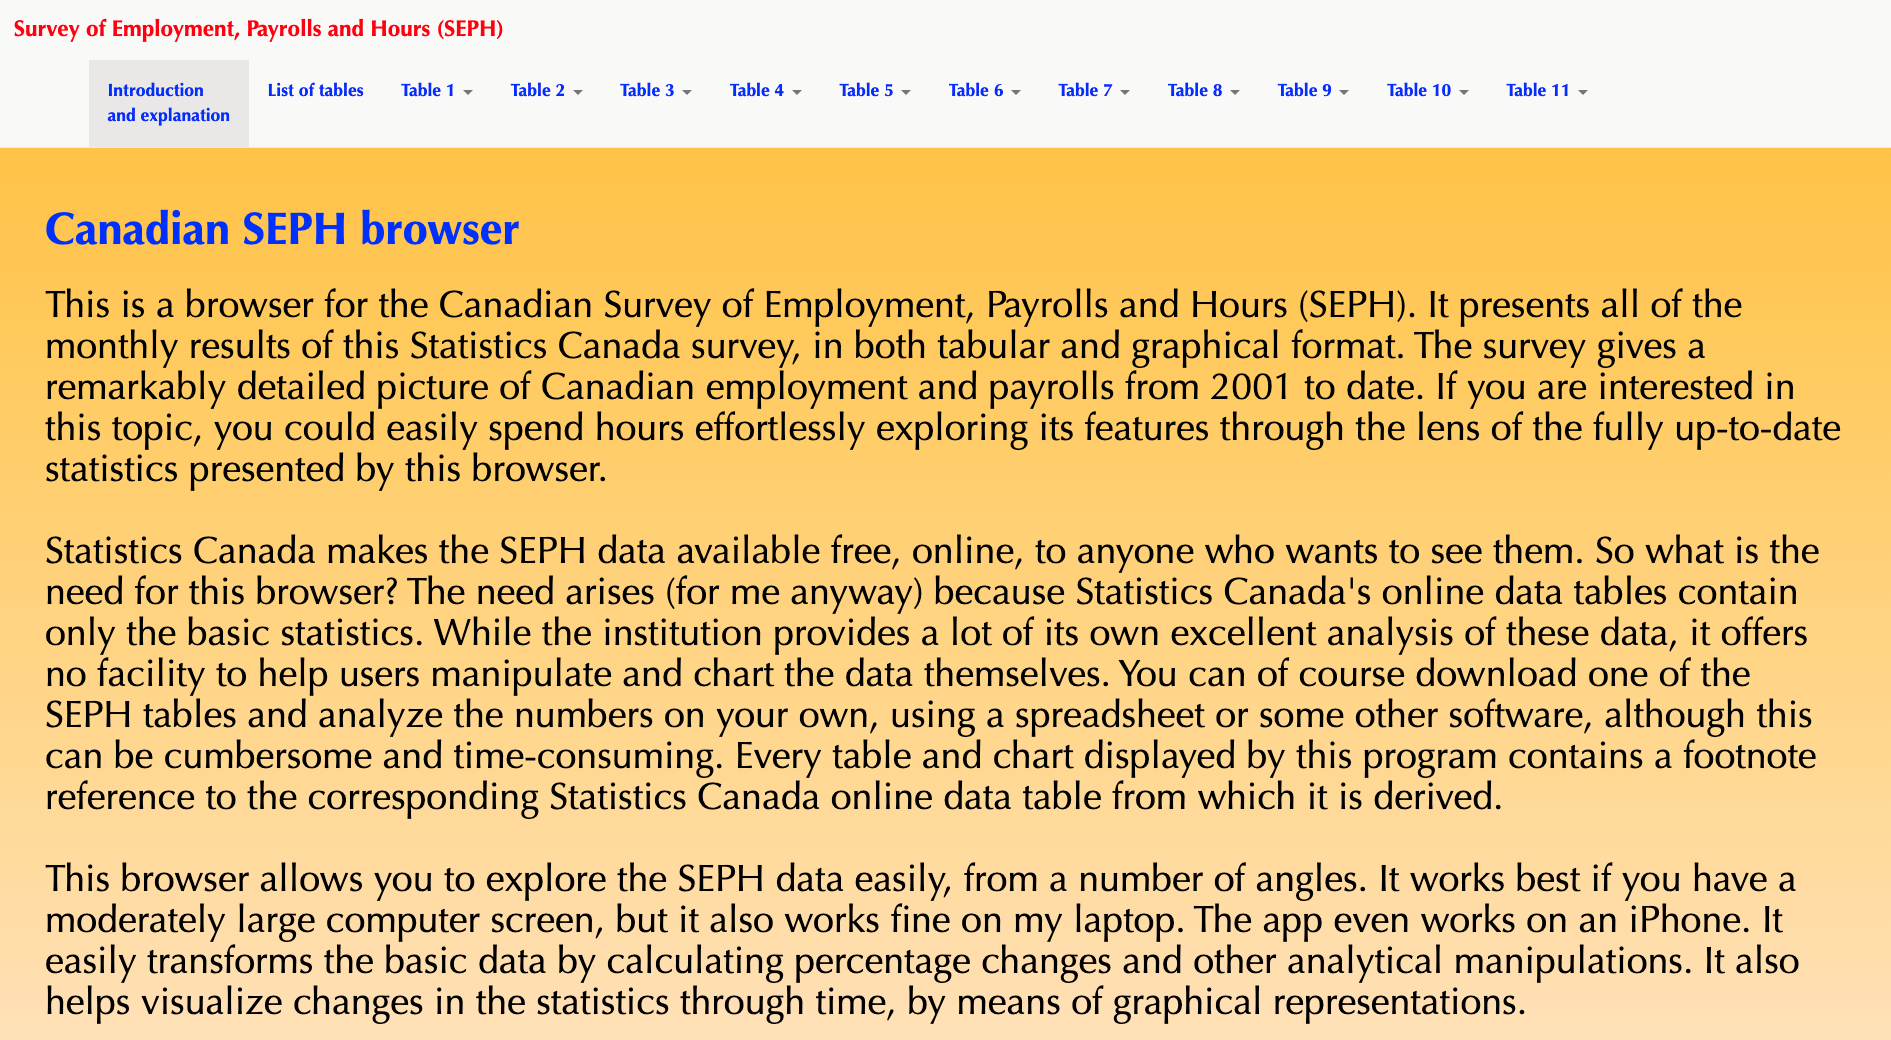 Survey of Employment, Payrolls and Hours (SEPH)
Introduction
and explanation
List of tables
Table 1
Table 2
Table 3
Table 4
Table 5
Table 6
Table 7
Table 8
Table 9
Table 10
Table 11
Canadian SEPH browser
This is a browser for the Canadian Survey of Employment, Payrolls and Hours (SEPH). It presents all of the
monthly results of this Statistics Canada survey, in both tabular and graphical format. The survey gives a
remarkably detailed picture of Canadian employment and payrolls from 2001 to date. If you are interested in
this topic, you could easily spend hours effortlessly exploring its features through the lens of the fully up-to-date
statistics presented by this browser.
Statistics Canada makes the SEPH data available free, online, to anyone who wants to see them. So what is the
need for this browser? The need arises (for me anyway) because Statistics Canada's online data tables contain
only the basic statistics. While the institution provides a lot of its own excellent analysis of these data, it offers
no facility to help users manipulate and chart the data themselves. You can of course download one of the
SEPH tables and analyze the numbers on your own, using a spreadsheet or some other software, although this
can be cumbersome and time-consuming. Every table and chart displayed by this program contains a footnote
reference to the corresponding Statistics Canada online data table from which it is derived.
This browser allows you to explore the SEPH data easily, from a number of angles. It works best if you have a
moderately large computer screen, but it also works fine on my laptop. The app even works on an iPhone. It
easily transforms the basic data by calculating percentage changes and other analytical manipulations. It also
helps visualize changes in the statistics through time, by means of graphical representations.